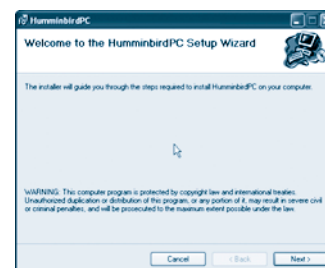 HumminbirdPC
Welcome to the HumminbirdPC Setup Wizard
The installer will guide you through the steps required to install HumminbirdPC on your computer.
WARNING: This computer program is protected by copyright law and international treaties.
Unauthorized duplication or distribution of this program, or any portion of it, may result in severe civil
or criminal penalties, and will be prosecuted to the maximum extent possible under the law.
Cancel
< Back
Next >